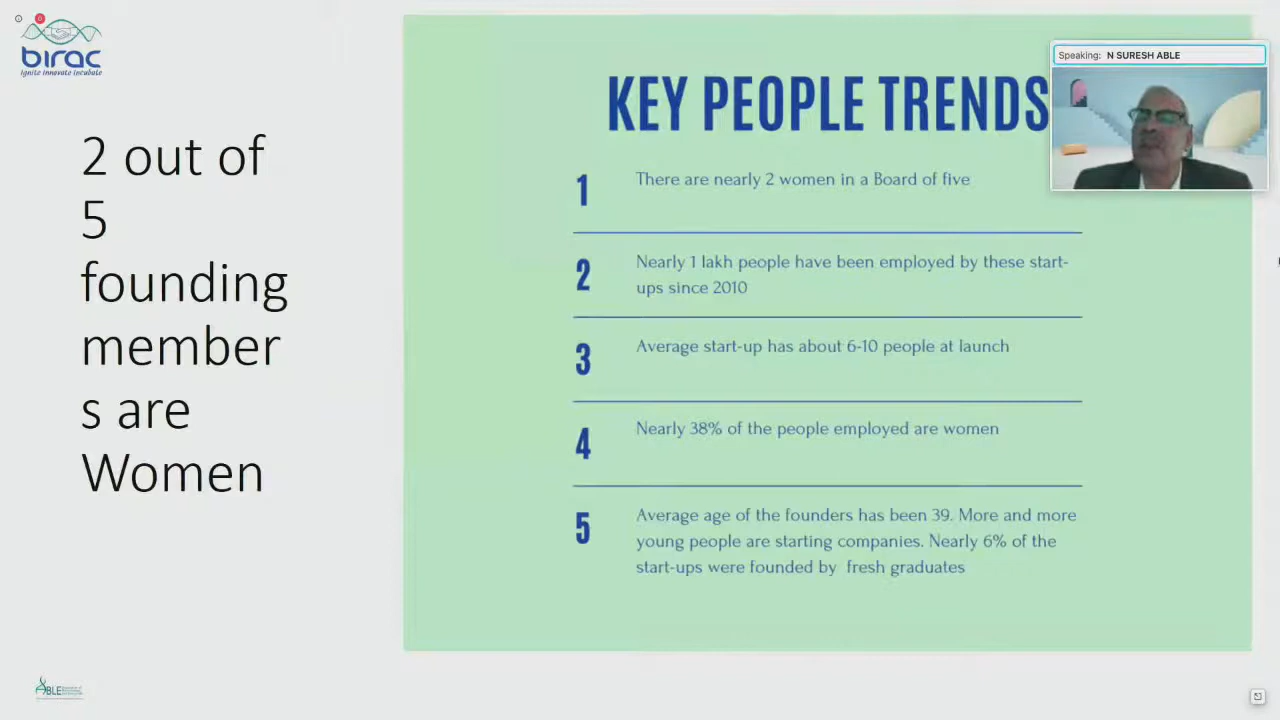 birac
Ignite Innovate Incubate
2 out of
5
founding
member
s are
Women
KEY PEOPLE TRENDS
Speaking: N SURESH ABLE
1
There are nearly 2 women in a Board of five
2
Nearly 1 lakh people have been employed by these start-
ups since 2010
3
Average start-up has about 6-10 people at launch
4
Nearly 38% of the people employed are women
5
Average age of the founders has been 39. More and more
young people are starting companies. Nearly 6% of the
start-ups were founded by fresh graduates
ABLE